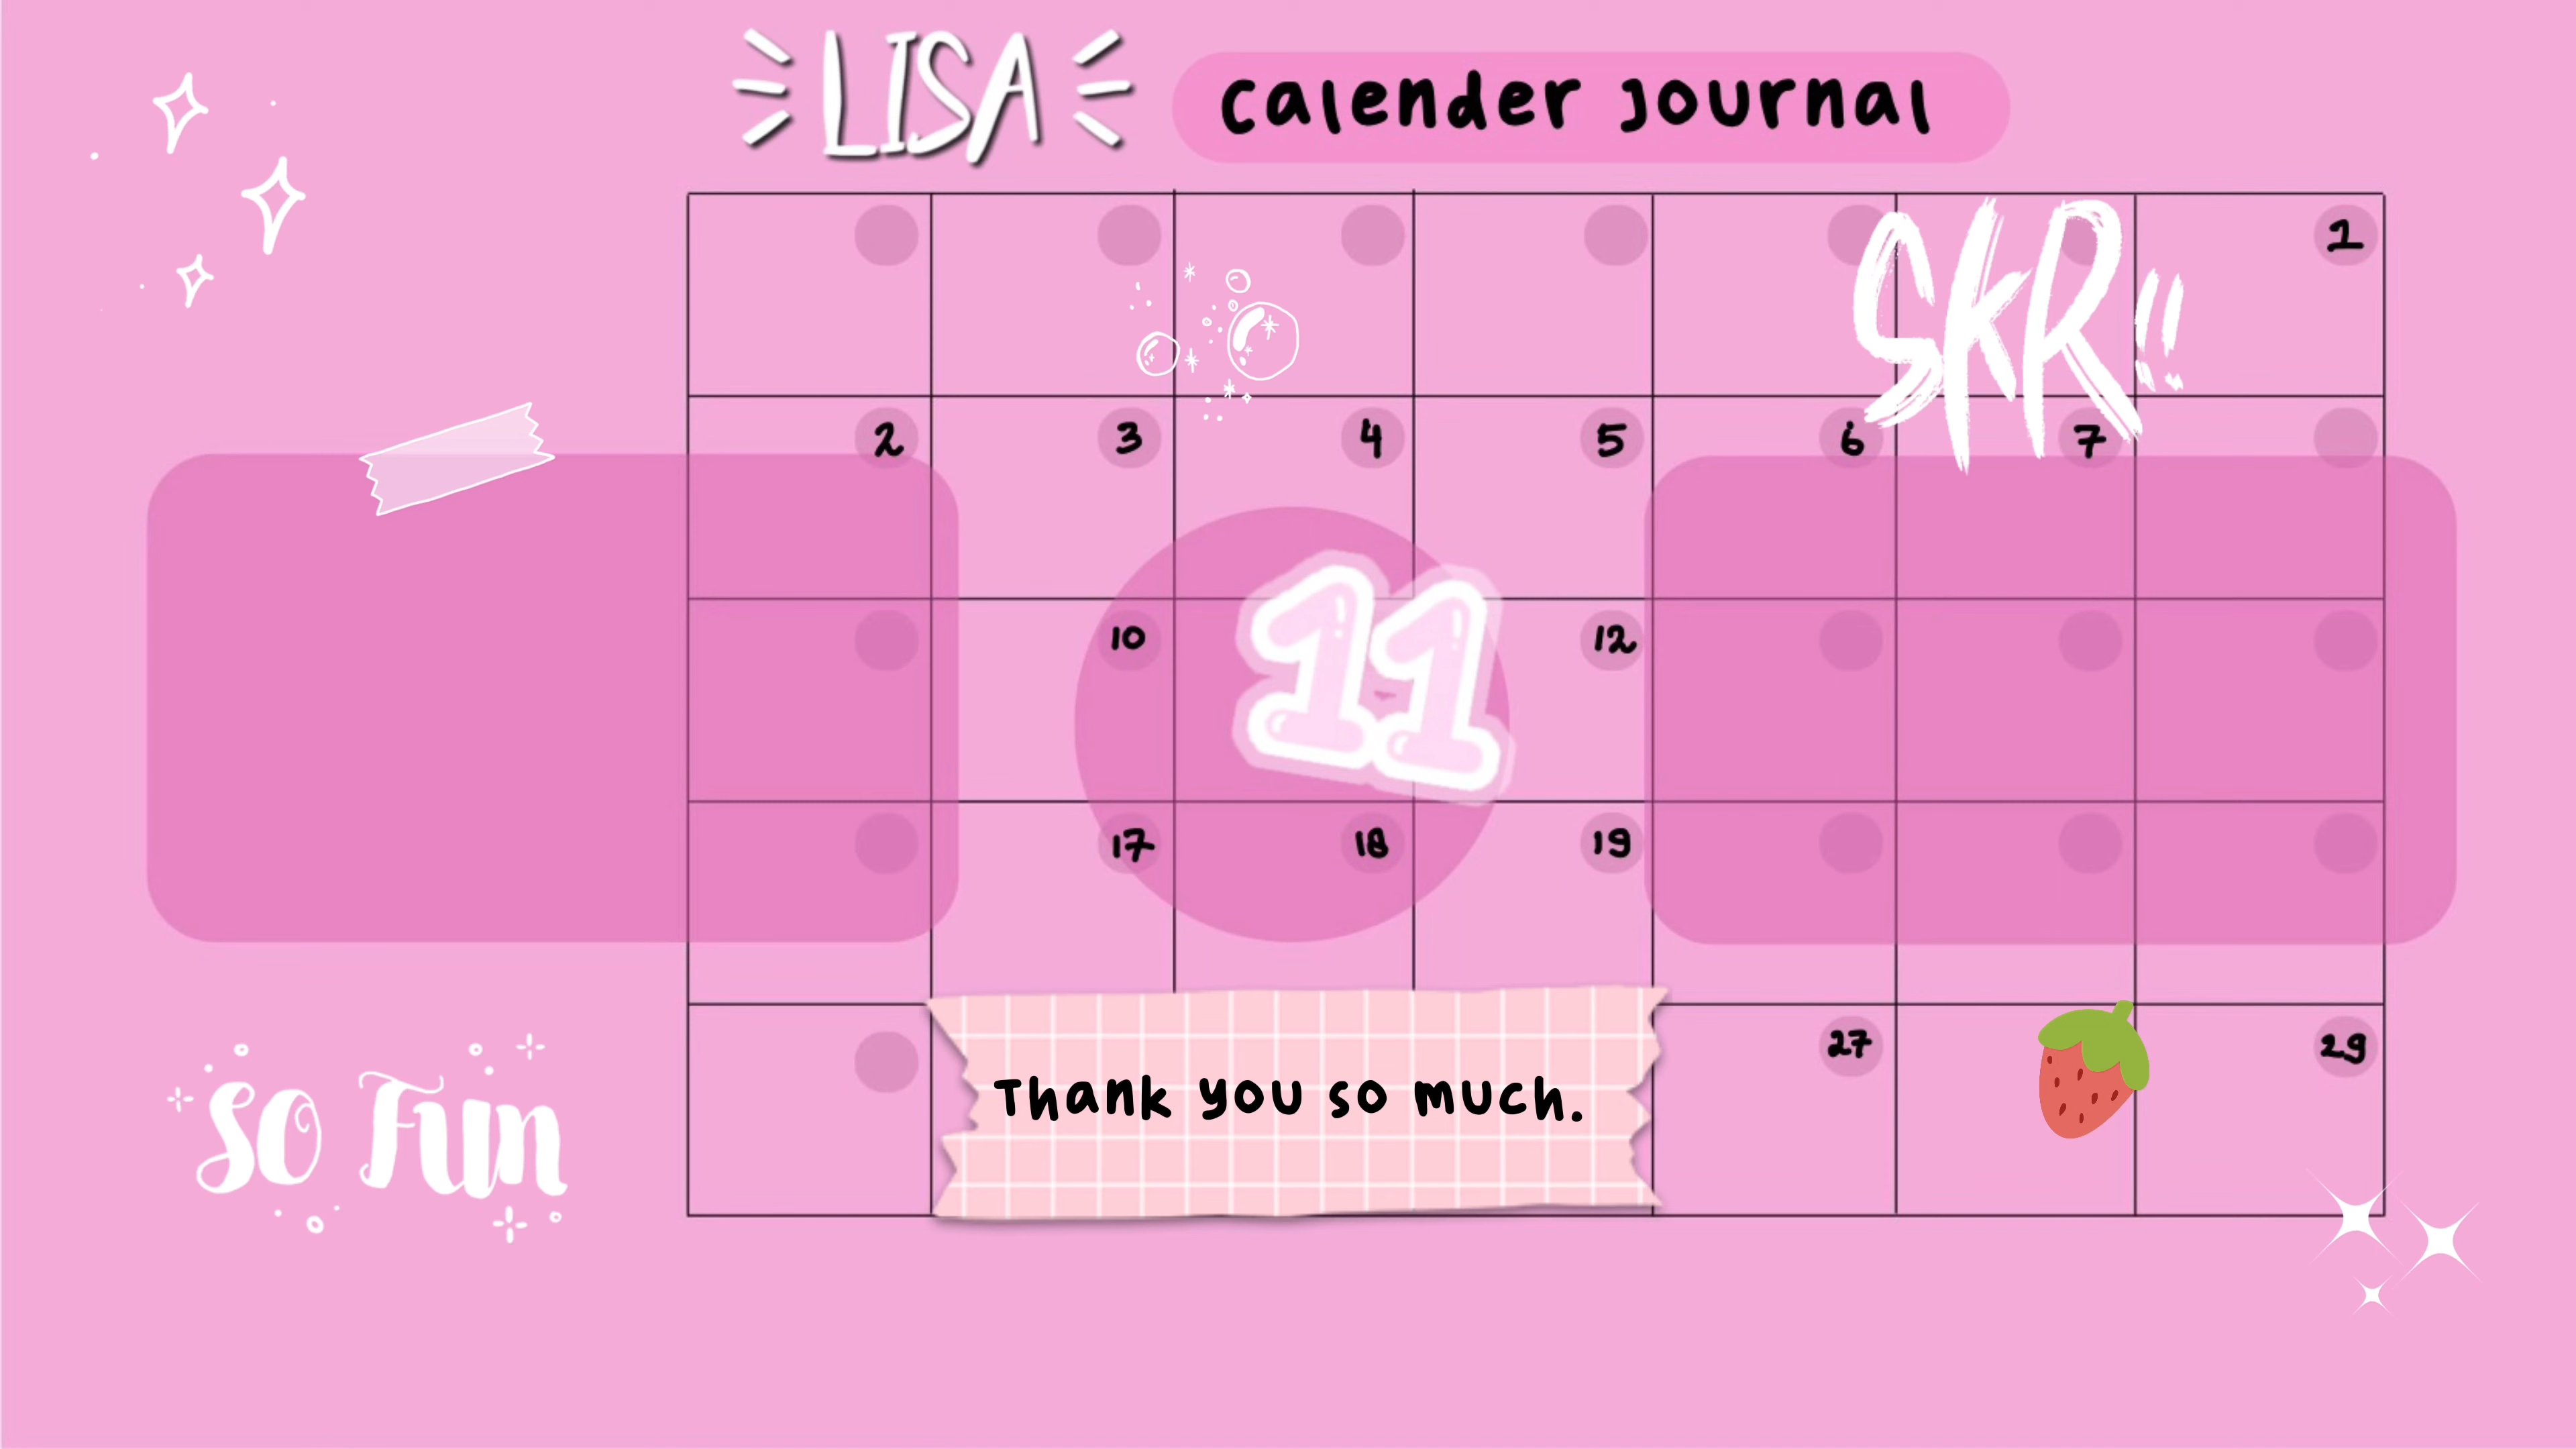 LISA calender Journal
1
SKR!!
2 3 4 5 6 7
10 11 12
17 18 19
27 29
Thank you so much.
So Fun